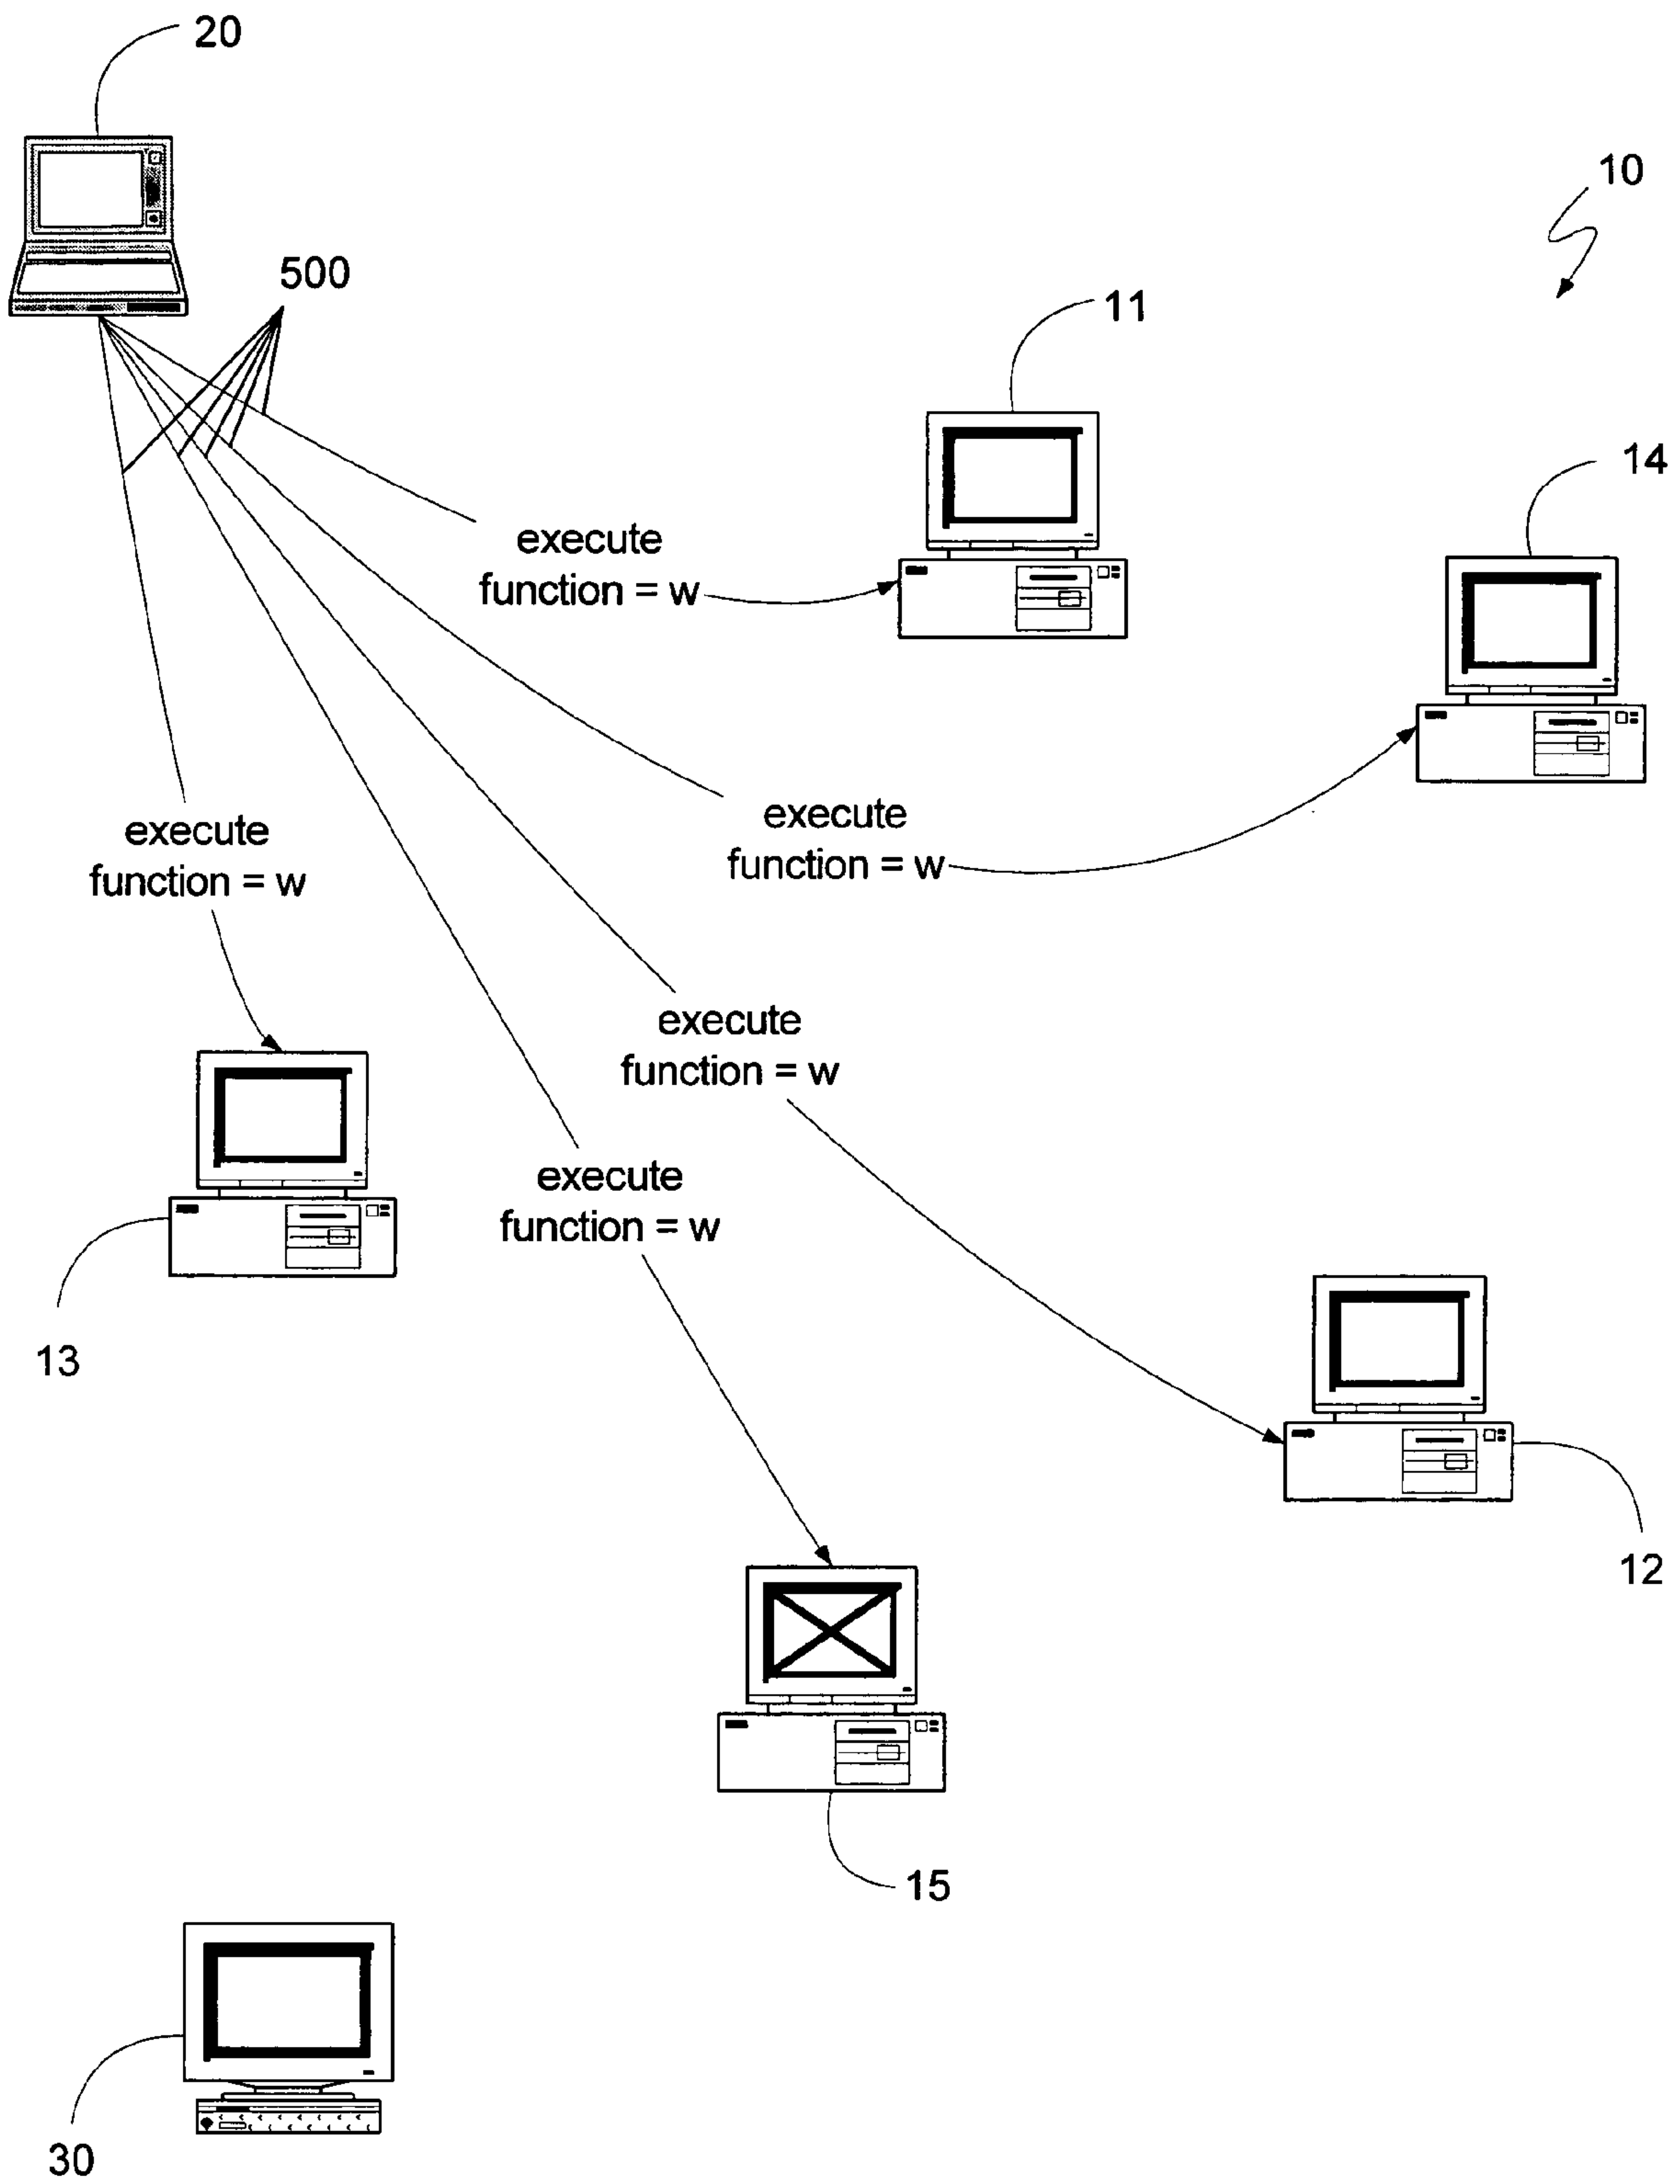 20
10
500
11
14
execute
function = w
execute
function = w
execute
function = w
execute
function = w
execute
function = w
13
12
15
30